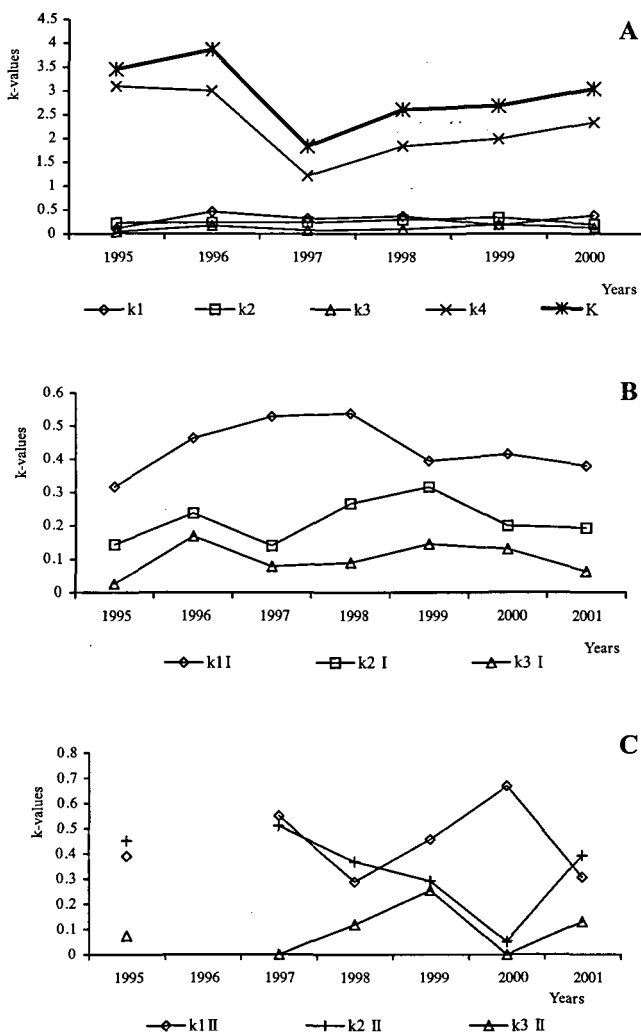 A
4.5
4
3.5
3
2.5
2
1.5
1
0.5
0
k-values
1995 1996 1997 1998 1999 2000
Years
k1 k2 k3 k4 K
B
0.6
0.5
0.4
0.3
0.2
0.1
0
k-values
1995 1996 1997 1998 1999 2000 2001
Years
k1 I k2 I k3 I
C
0.8
0.7
0.6
0.5
0.4
0.3
0.2
0.1
0
k-values
1995 1996 1997 1998 1999 2000 2001
Years
k1 II k2 II k3 II